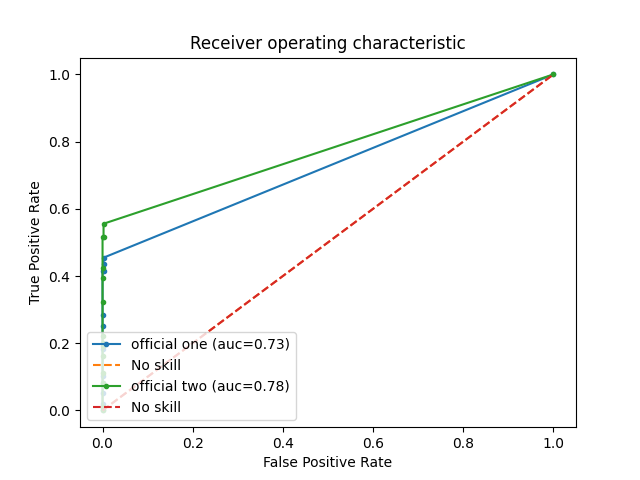 Receiver operating characteristic
True Positive Rate
1.0
0.8
0.6
0.4
0.2
0.0
official one (auc=0.73)
No skill
official two (auc=0.78)
No skill
0.0 0.2 0.4 0.6 0.8 1.0
False Positive Rate